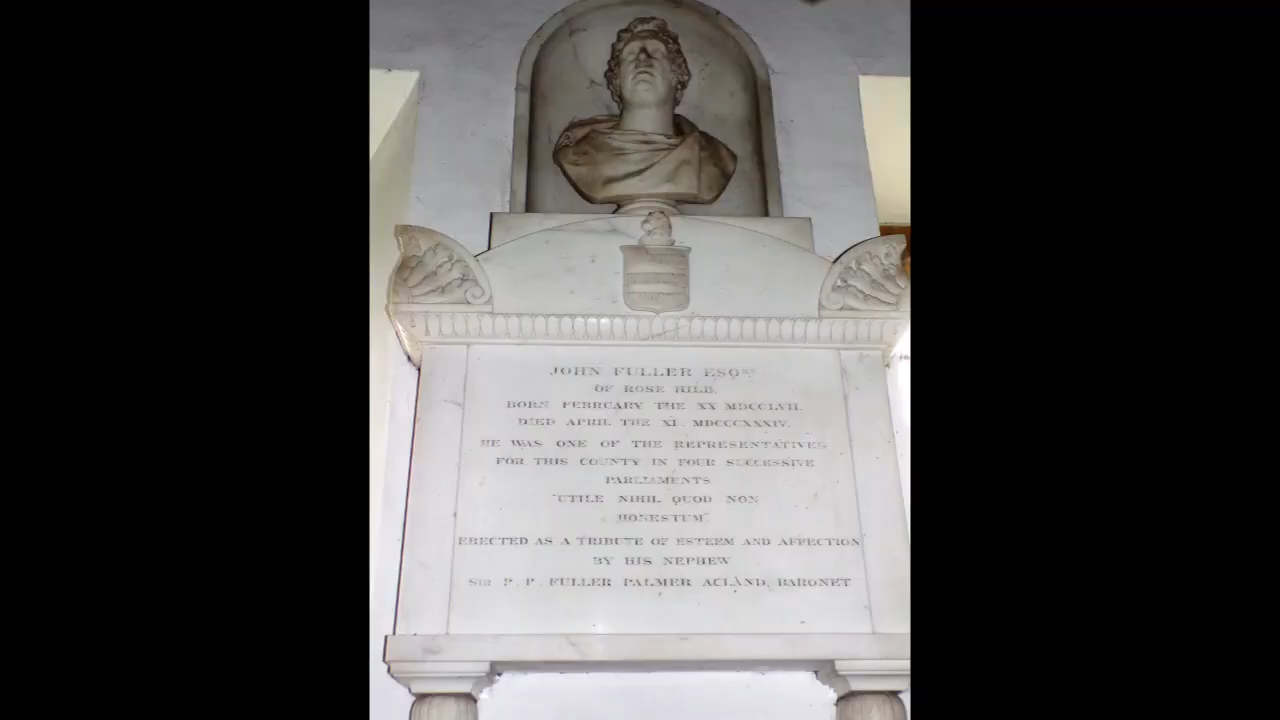 JOHN FULLER ESQRE
OF ROSE HILL.
BORN FEBRUARY THE XX MDCCLVII.
DIED APRIL THE XI. MDCCCXXXIV.
HE WAS ONE OF THE REPRESENTATIVES
FOR THIS COUNTY IN FOUR SUCCESSIVE
PARLIAMENTS
"UTILE NIHIL QUOD NON
HONESTUM".
ERECTED AS A TRIBUTE OF ESTEEM AND AFFECTION
BY HIS NEPHEW
SIR P. P. FULLER PALMER ACLAND, BARONET